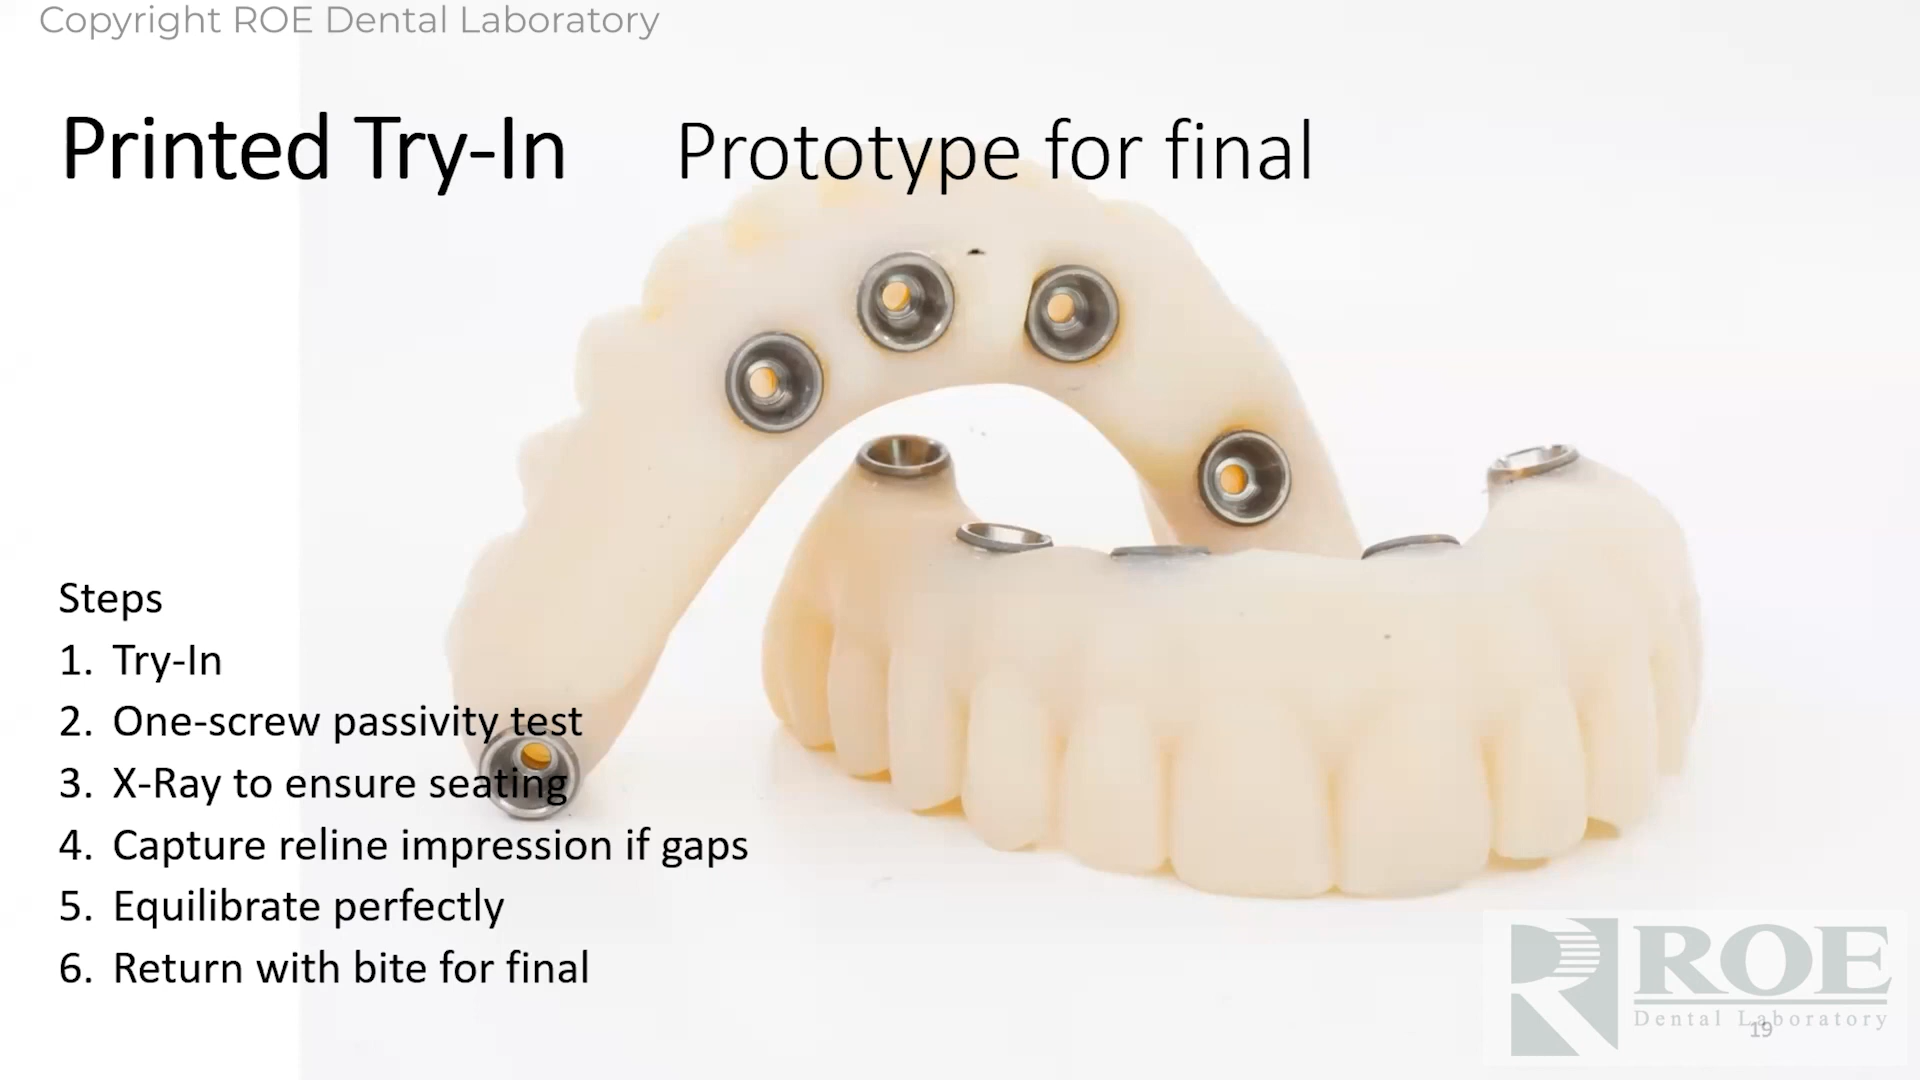 Copyright ROE Dental Laboratory
Printed Try-In Prototype for final
Steps
1. Try-In
2. One-screw passivity test
3. X-Ray to ensure seating
4. Capture reline impression if gaps
5. Equilibrate perfectly
6. Return with bite for final
ROE
Dental Laboratory
19